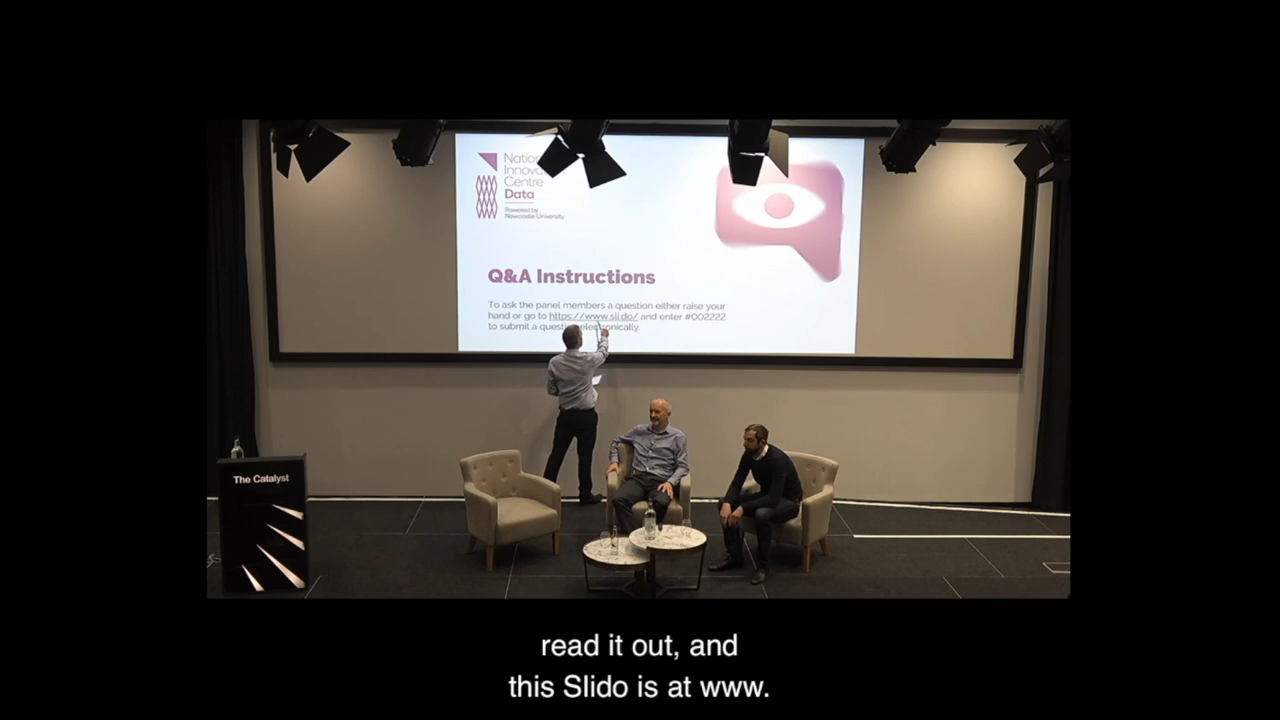 Nation
Innova
Centre
Data
Powered by
Newcastle University
Q&A Instructions
To ask the panel members a question either raise your
hand or go to https://www.sli.do/ and enter #002222
to submit a question electronically.
The Catalyst
read it out, and
this Slido is at www.